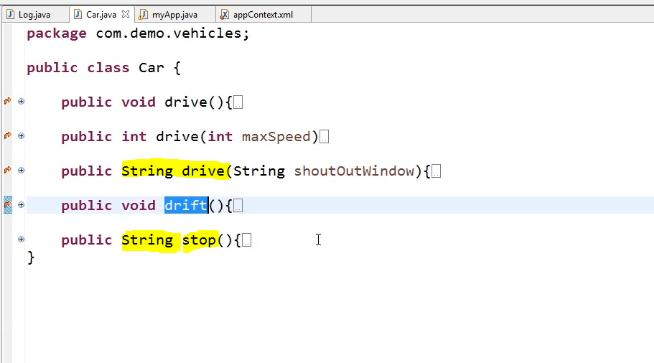 Log.java Car.java myApp.java appContext.xml
package com.demo.vehicles;
public class Car {
public void drive(){
public int drive(int maxSpeed)
public String drive(String shoutOutWindow){
public void drift(){
public String stop(){
}